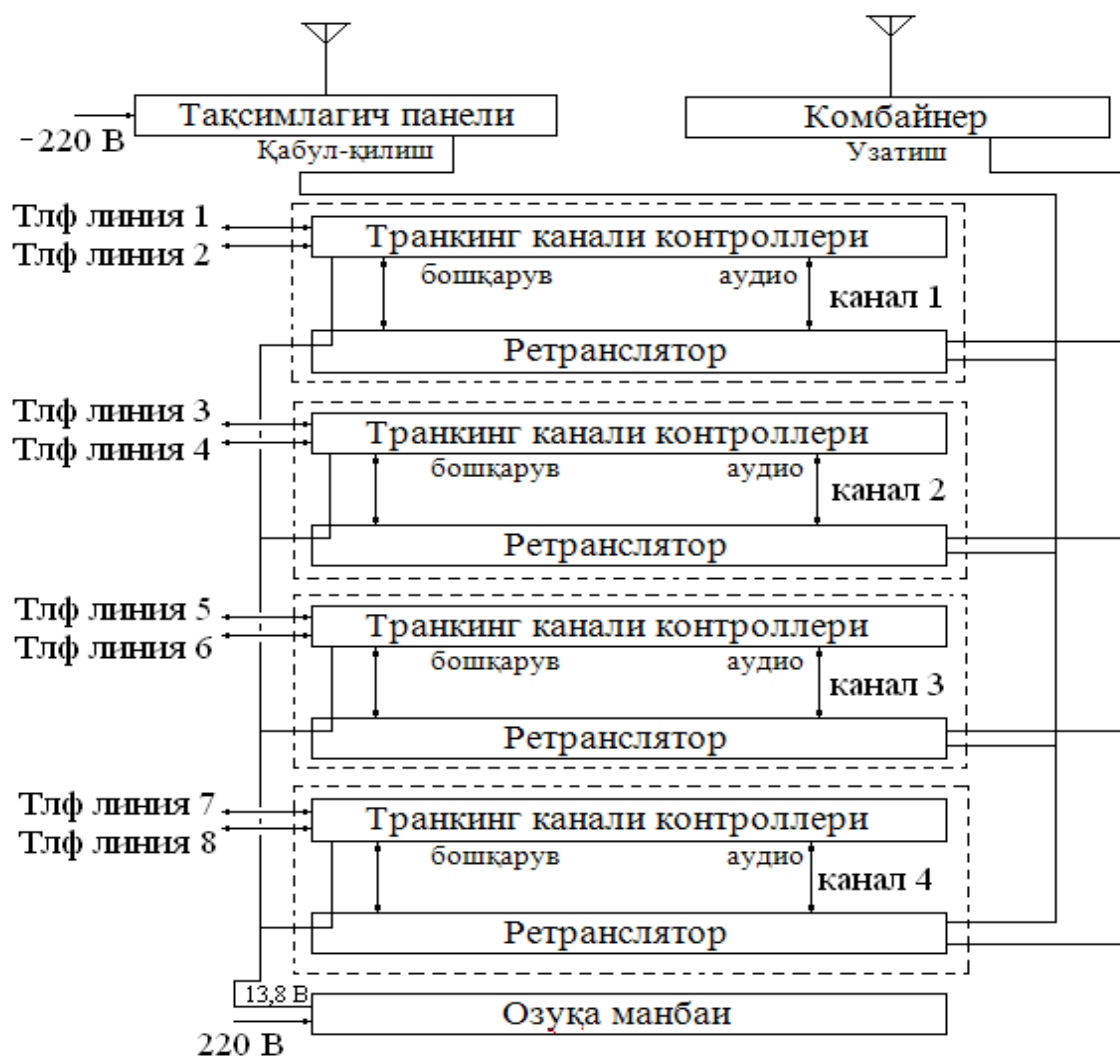 Тақсимлагич панели
Комбайнер
~220 В
Қабул-қилиш
Узатиш
Тлф линия 1
Тлф линия 2
Транкинг канали контроллери
бошқарув
аудио
канал 1
Ретранслятор
Тлф линия 3
Тлф линия 4
Транкинг канали контроллери
бошқарув
аудио
канал 2
Ретранслятор
Тлф линия 5
Тлф линия 6
Транкинг канали контроллери
бошқарув
аудио
канал 3
Ретранслятор
Тлф линия 7
Тлф линия 8
Транкинг канали контроллери
бошқарув
аудио
канал 4
Ретранслятор
13,8 В
Озуқа манбаи
220 В